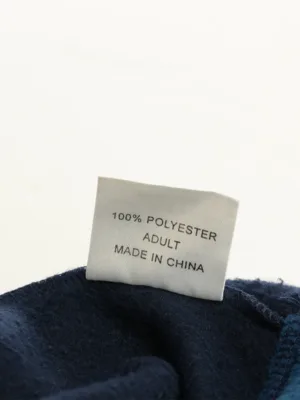 100% POLYESTER
ADULT
MADE IN CHINA